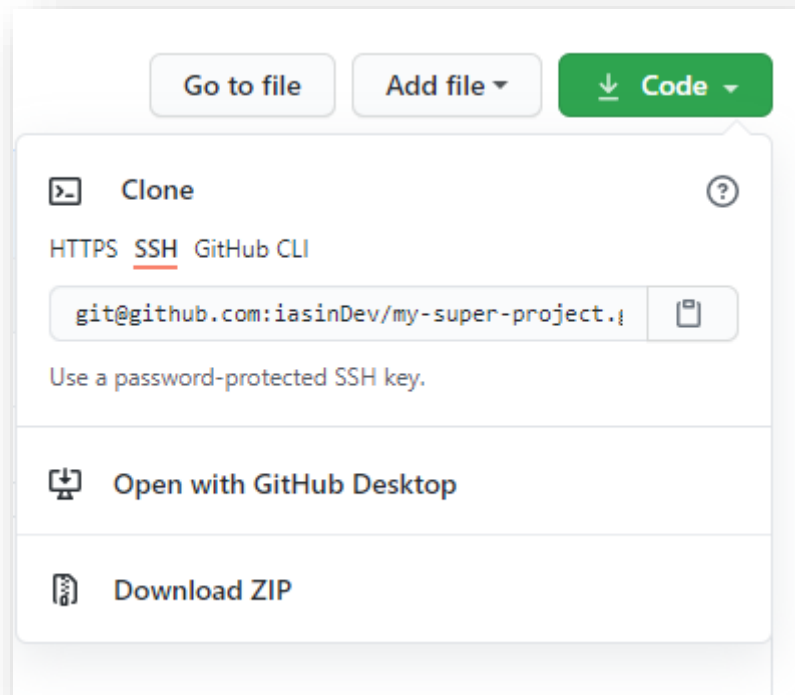 Go to file Add file Code
Clone
HTTPS SSH GitHub CLI
git@github.com:iasinDev/my-super-project.g
Use a password-protected SSH key.
Open with GitHub Desktop
Download ZIP